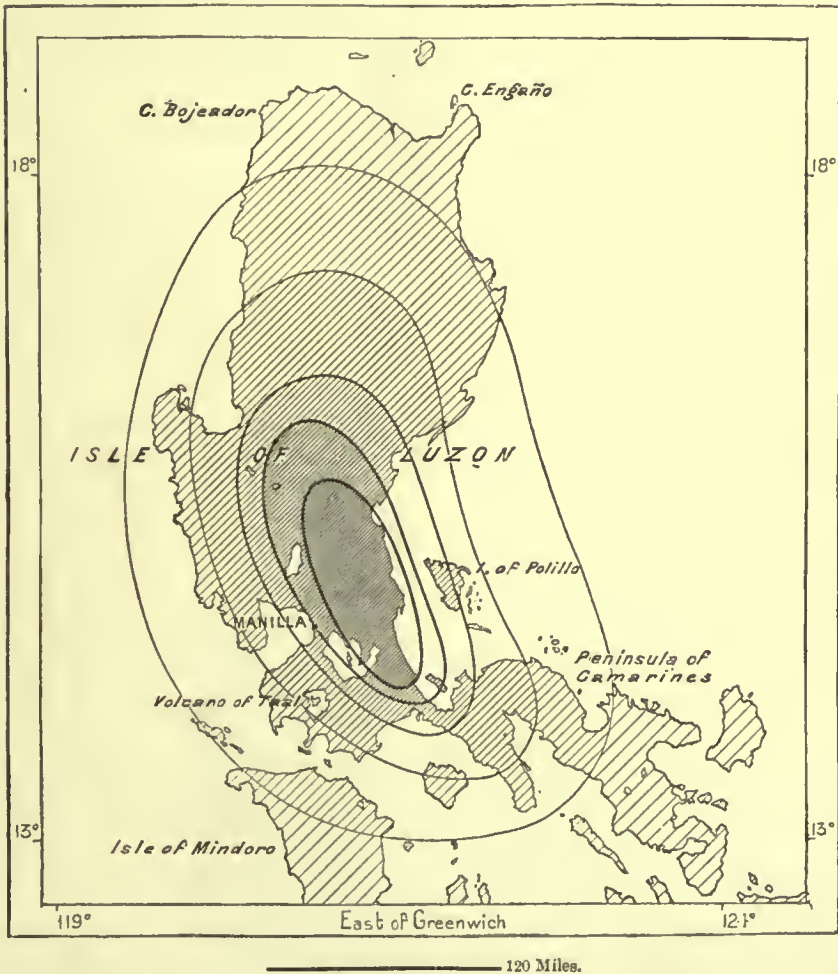 C. Engaño
C. Bojeador
18° 18°
ISLE OF LUZON
I. of Polillo
MANILLA
Peninsula of
Camarines
Volcano of Taal
13° 13°
Isle of Mindoro
119° East of Greenwich 124°
120 Miles.